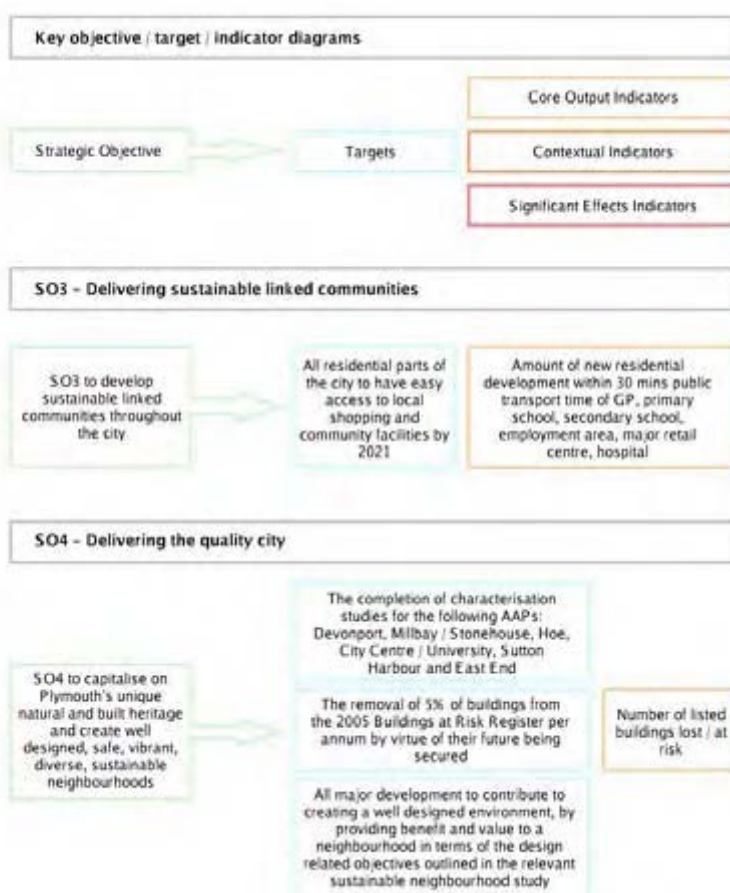 Key objective / target / indicator diagrams
Core Output Indicators
Strategic Objective
Targets
Contextual Indicators
Significant Effects Indicators
SO3 – Delivering sustainable linked communities
SO3 to develop
sustainable linked
communities throughout
the city
All residential parts of
the city to have easy
access to local
shopping and
community facilities by
2021
Amount of new residential
development within 30 mins public
transport time of GP, primary
school, secondary school,
employment area, major retail
centre, hospital
SO4 – Delivering the quality city
SO4 to capitalise on
Plymouth's unique
natural and built heritage
and create well
designed, safe, vibrant,
diverse, sustainable
neighbourhoods
The completion of characterisation
studies for the following AAPs:
Devonport, Millbay / Stonehouse, Hoe,
City Centre / University, Sutton
Harbour and East End
The removal of 5% of buildings from
the 2005 Buildings at Risk Register per
annum by virtue of their future being
secured
Number of listed
buildings lost / at
risk
All major development to contribute to
creating a well designed environment, by
providing benefit and value to a
neighbourhood in terms of the design
related objectives outlined in the relevant
sustainable neighbourhood study